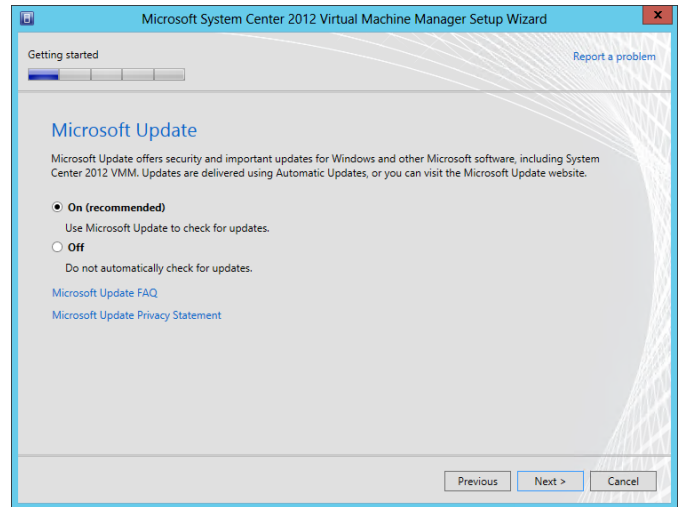 Microsoft System Center 2012 Virtual Machine Manager Setup Wizard
x
Getting started
Report a problem
Microsoft Update
Microsoft Update offers security and important updates for Windows and other Microsoft software, including System
Center 2012 VMM. Updates are delivered using Automatic Updates, or you can visit the Microsoft Update website.
On (recommended)
Use Microsoft Update to check for updates.
Off
Do not automatically check for updates.
Microsoft Update FAQ
Microsoft Update Privacy Statement
Previous
Next >
Cancel